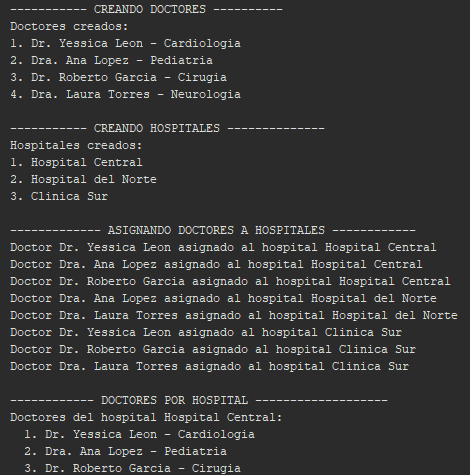 ----------- CREANDO DOCTORES ----------
Doctores creados:
1. Dr. Yessica Leon - Cardiologia
2. Dra. Ana Lopez - Pediatria
3. Dr. Roberto Garcia - Cirugia
4. Dra. Laura Torres - Neurologia
----------- CREANDO HOSPITALES --------------
Hospitales creados:
1. Hospital Central
2. Hospital del Norte
3. Clinica Sur
------------- ASIGNANDO DOCTORES A HOSPITALES ------------
Doctor Dr. Yessica Leon asignado al hospital Hospital Central
Doctor Dra. Ana Lopez asignado al hospital Hospital Central
Doctor Dr. Roberto Garcia asignado al hospital Hospital Central
Doctor Dra. Ana Lopez asignado al hospital Hospital del Norte
Doctor Dra. Laura Torres asignado al hospital Hospital del Norte
Doctor Dr. Yessica Leon asignado al hospital Clinica Sur
Doctor Dr. Roberto Garcia asignado al hospital Clinica Sur
Doctor Dra. Laura Torres asignado al hospital Clinica Sur
------------ DOCTORES POR HOSPITAL -------------------
Doctores del hospital Hospital Central:
1. Dr. Yessica Leon - Cardiologia
2. Dra. Ana Lopez - Pediatria
3. Dr. Roberto Garcia - Cirugia